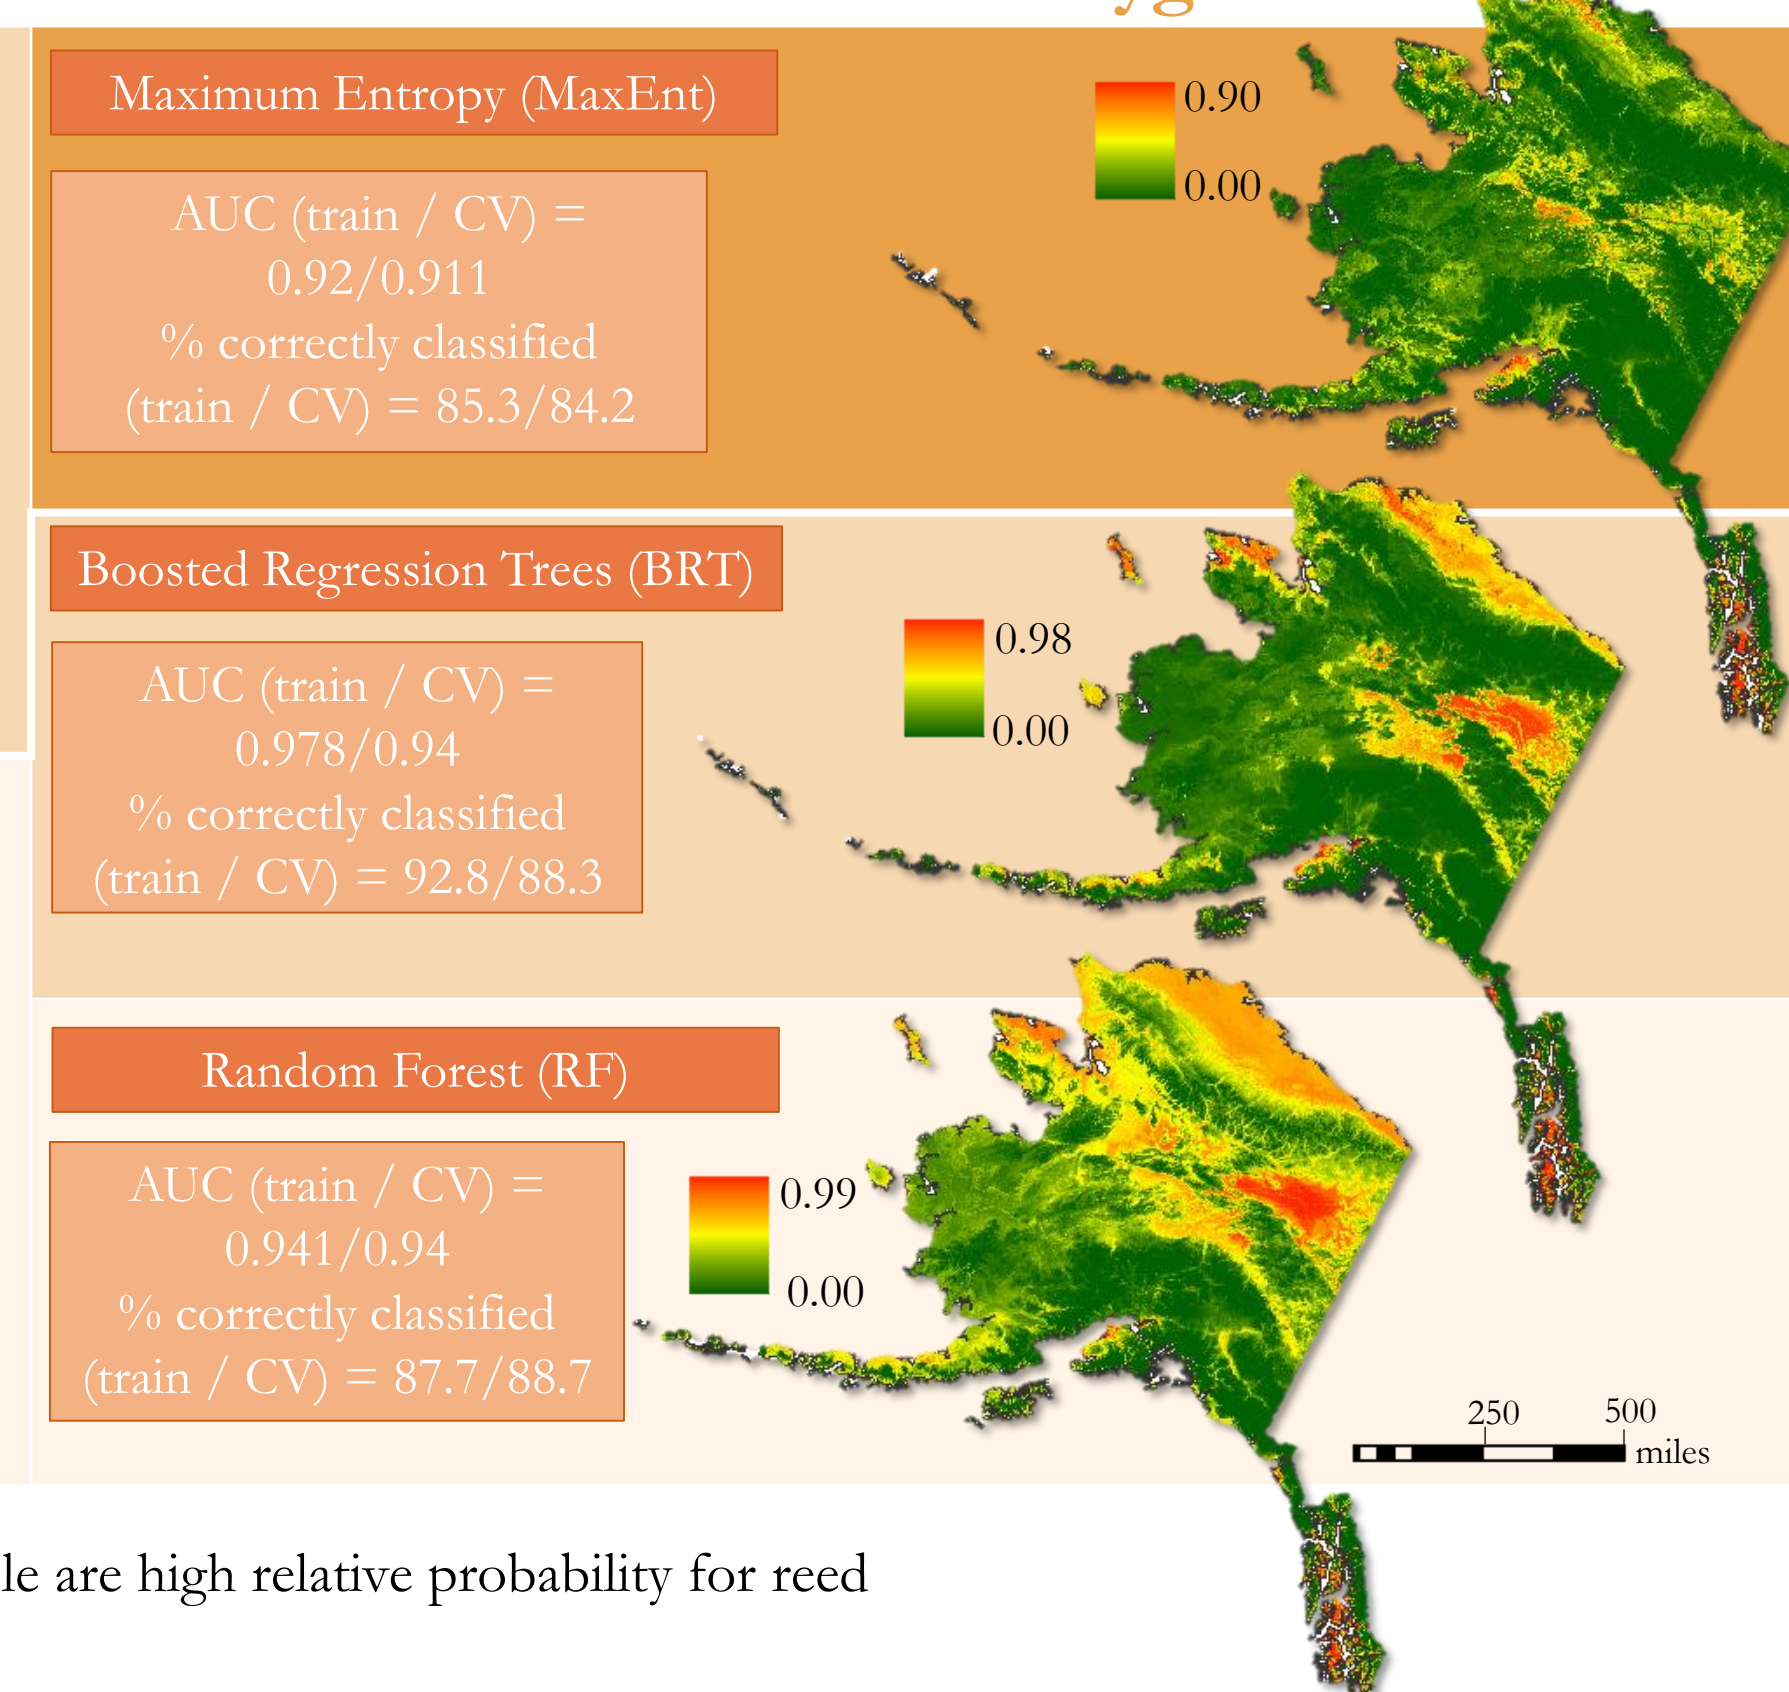 Maximum Entropy (MaxEnt)
AUC (train / CV) =
0.92/0.911
% correctly classified
(train / CV) = 85.3/84.2
0.90
0.00
Boosted Regression Trees (BRT)
AUC (train / CV) =
0.978/0.94
% correctly classified
(train / CV) = 92.8/88.3
0.98
0.00
Random Forest (RF)
AUC (train / CV) =
0.941/0.94
% correctly classified
(train / CV) = 87.7/88.7
0.99
0.00
250 500
miles
le are high relative probability for reed